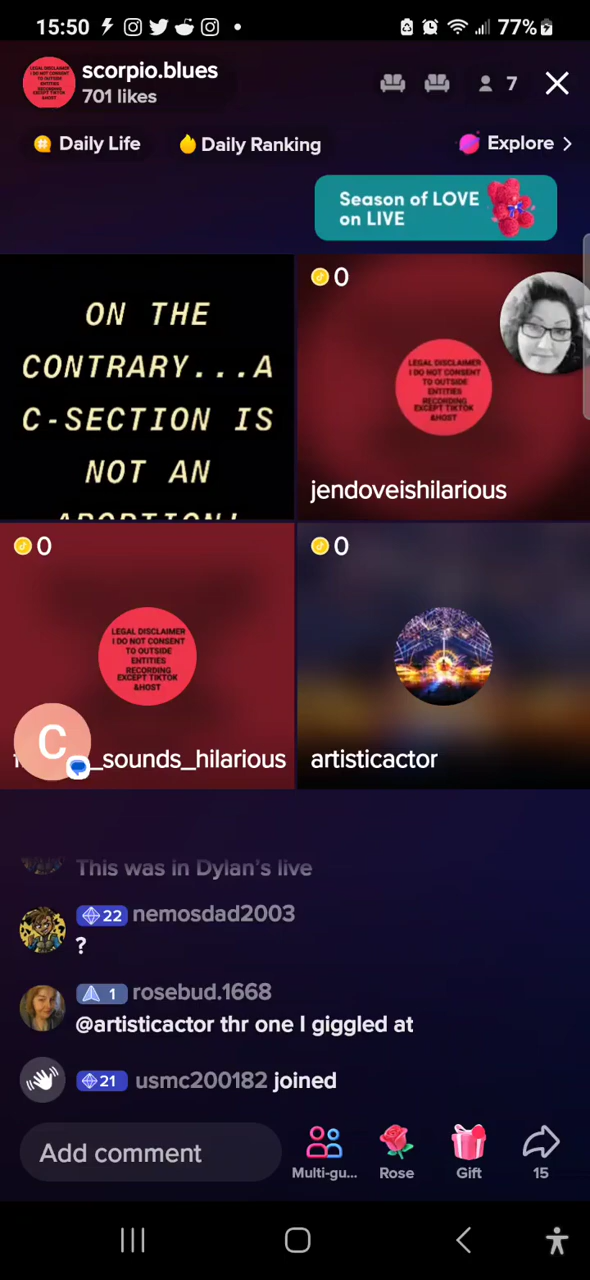 15:50
77%
scorpio.blues
701 likes
7
Daily Life
Daily Ranking
Explore >
Season of LOVE
on LIVE
ON THE
CONTRARY...A
C-SECTION IS
NOT AN
ABORTION!
0
LEGAL DISCLAIMER
I DO NOT CONSENT
TO OUTSIDE
ENTITIES
RECORDING
EXCEPT TIKTOK
&HOST
jendoveishilarious
0
LEGAL DISCLAIMER
I DO NOT CONSENT
TO OUTSIDE
ENTITIES
RECORDING
EXCEPT TIKTOK
&HOST
C
_sounds_hilarious
0
artisticactor
This was in Dylan's live
22 nemosdad2003
?
1 rosebud.1668
@artisticactor thr one I giggled at
21 usmc200182 joined
Add comment
Multi-gu...
Rose
Gift
15